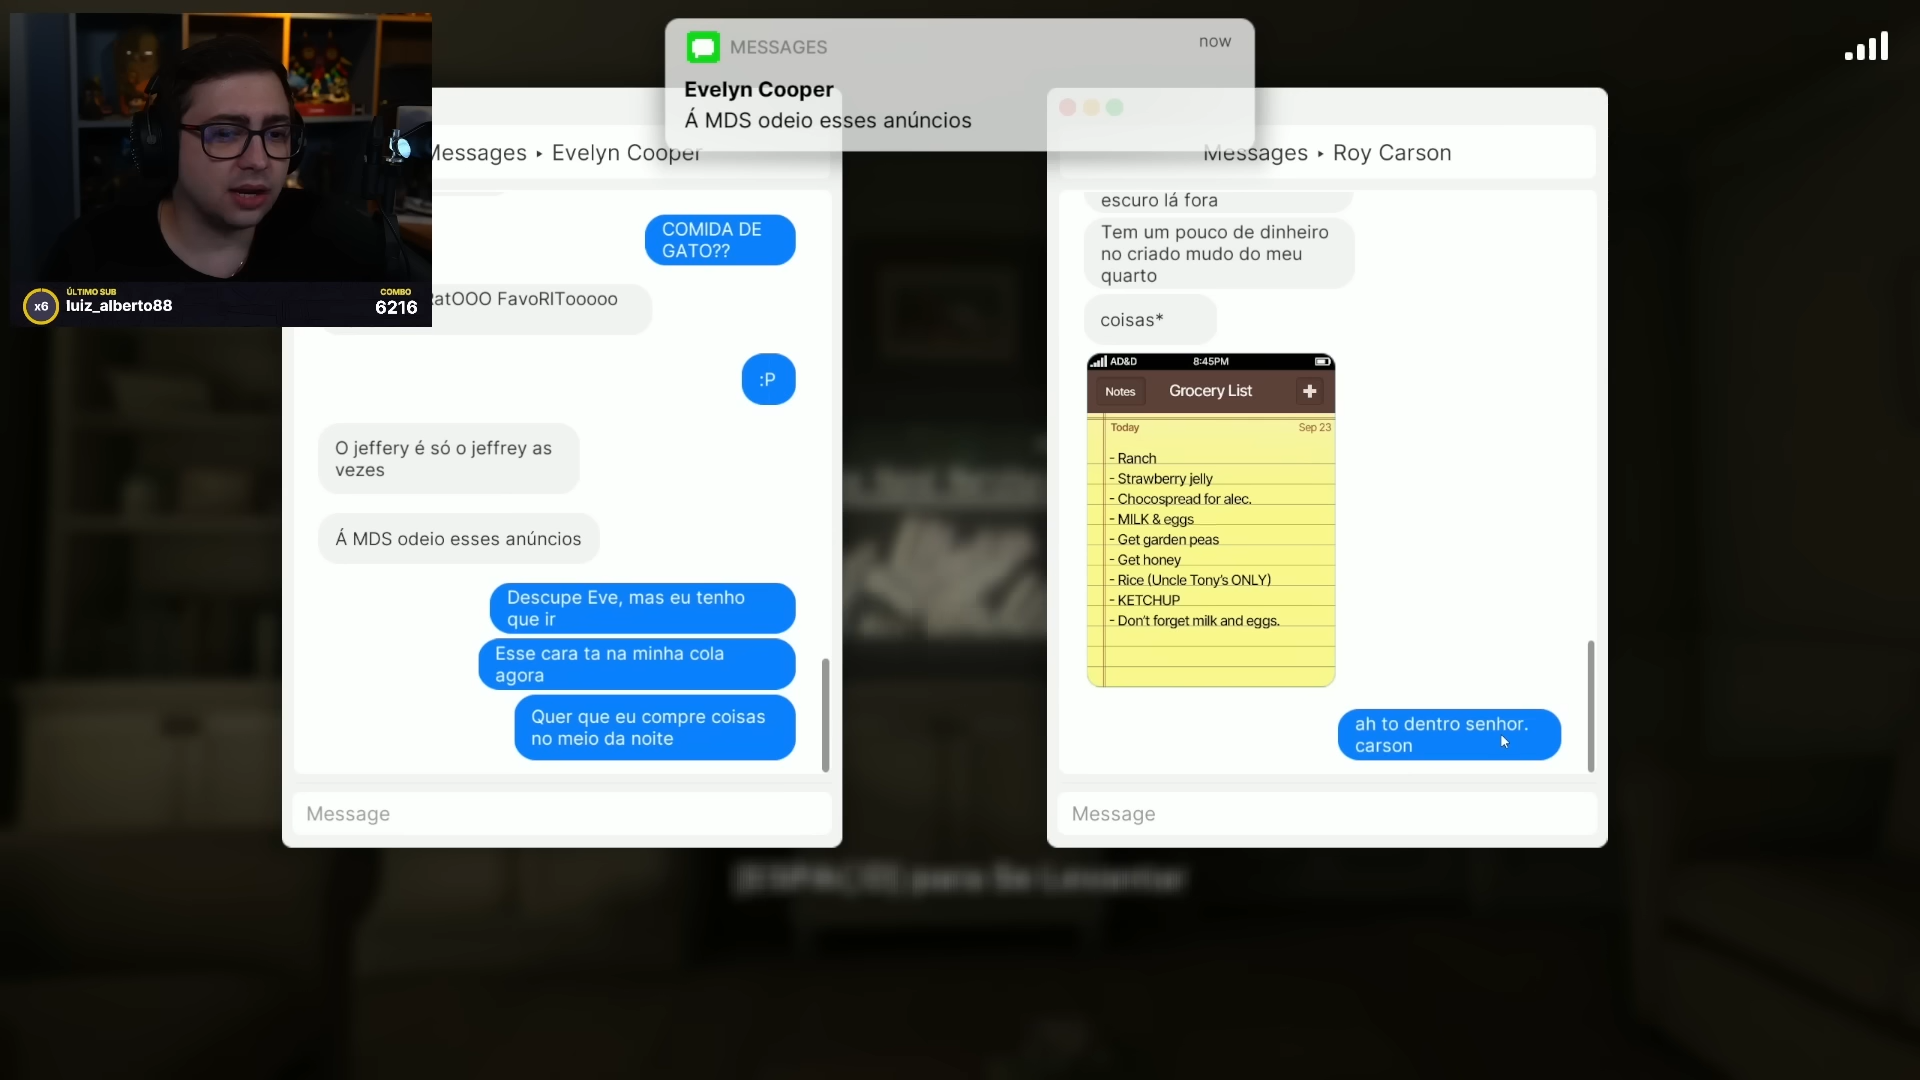 MESSAGES
now
Evelyn Cooper
Á MDS odeio esses anúncios
Messages ‣ Evelyn Cooper
COMIDA DE
GATO??
RatOOO FavoRITooooo
:P
O jeffery é só o jeffrey as
vezes
Á MDS odeio esses anúncios
Descupe Eve, mas eu tenho
que ir
Esse cara ta na minha cola
agora
Quer que eu compre coisas
no meio da noite
Message
Messages ‣ Roy Carson
escuro lá fora
Tem um pouco de dinheiro
no criado mudo do meu
quarto
coisas*
AD&D
8:45PM
Notes
Grocery List
+
Today
Sep 23
- Ranch
- Strawberry jelly
- Chocospread for alec.
- MILK & eggs
- Get garden peas
- Get honey
- Rice (Uncle Tony's ONLY)
- KETCHUP
- Don't forget milk and eggs.
ah to dentro senhor.
carson
Message
x6
ÚLTIMO SUB
luiz_alberto88
COMBO
6216
[ESPAÇO] para Se Levantar